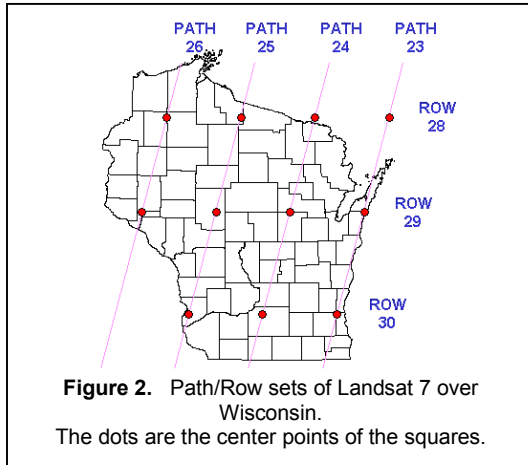 PATH PATH PATH PATH
26 25 24 23
ROW
28
ROW
29
ROW
30
Figure 2. Path/Row sets of Landsat 7 over
Wisconsin.
The dots are the center points of the squares.